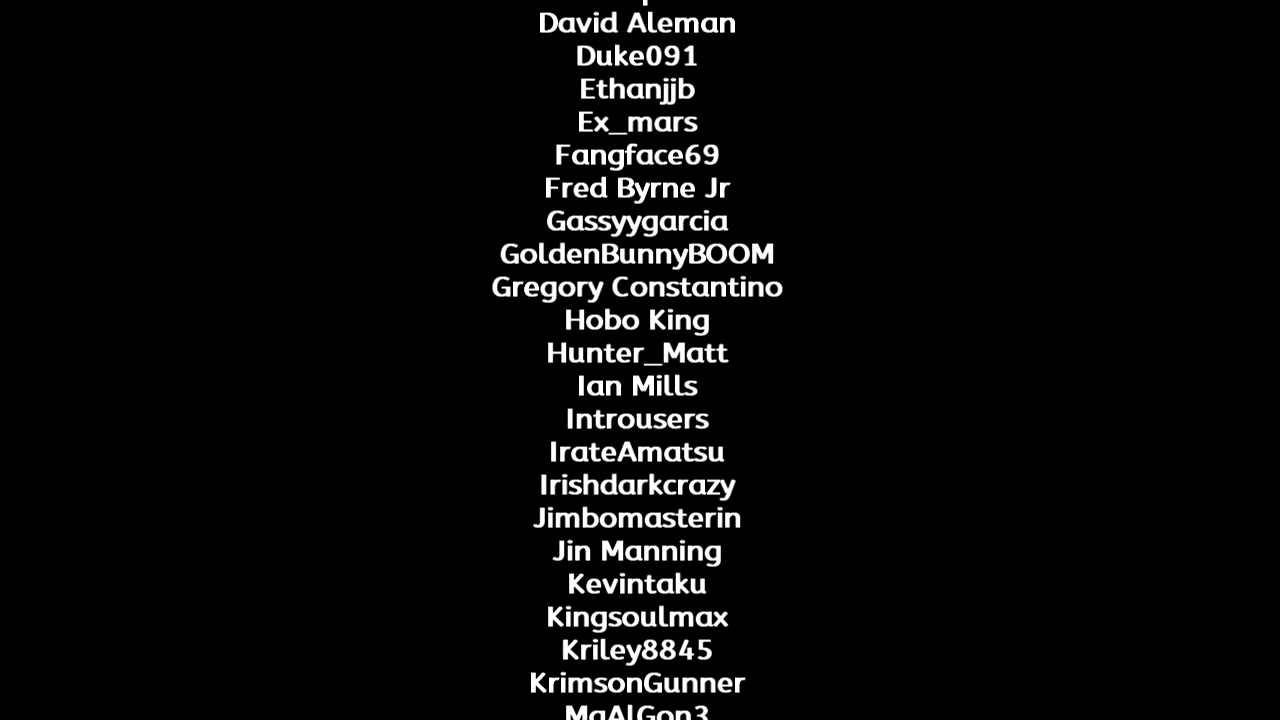 David Aleman
Duke091
Ethanjjb
Ex_mars
Fangface69
Fred Byrne Jr
Gassyygarcia
GoldenBunnyBOOM
Gregory Constantino
Hobo King
Hunter_Matt
Ian Mills
Introusers
IrateAmatsu
Irishdarkcrazy
Jimbomasterin
Jin Manning
Kevintaku
Kingsoulmax
Kriley8845
KrimsonGunner